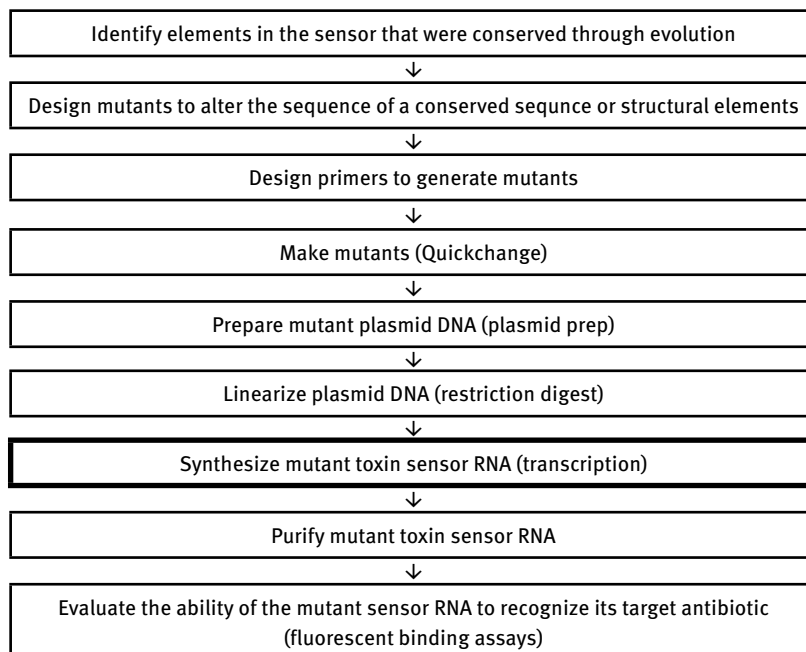 Identify elements in the sensor that were conserved through evolution
↓
Design mutants to alter the sequence of a conserved sequnce or structural elements
↓
Design primers to generate mutants
↓
Make mutants (Quickchange)
↓
Prepare mutant plasmid DNA (plasmid prep)
↓
Linearize plasmid DNA (restriction digest)
↓
Synthesize mutant toxin sensor RNA (transcription)
↓
Purify mutant toxin sensor RNA
↓
Evaluate the ability of the mutant sensor RNA to recognize its target antibiotic
(fluorescent binding assays)